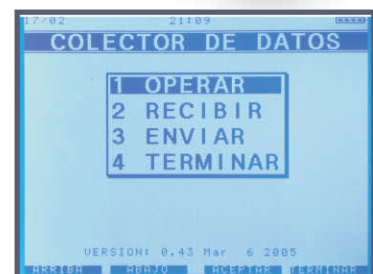 17/02 21:09
COLECTOR DE DATOS
1 OPERAR
2 RECIBIR
3 ENVIAR
4 TERMINAR
VERSION: 0.43 Mar 6 2005
ARRIBA ABAJO ACEPTAR TERMINAR